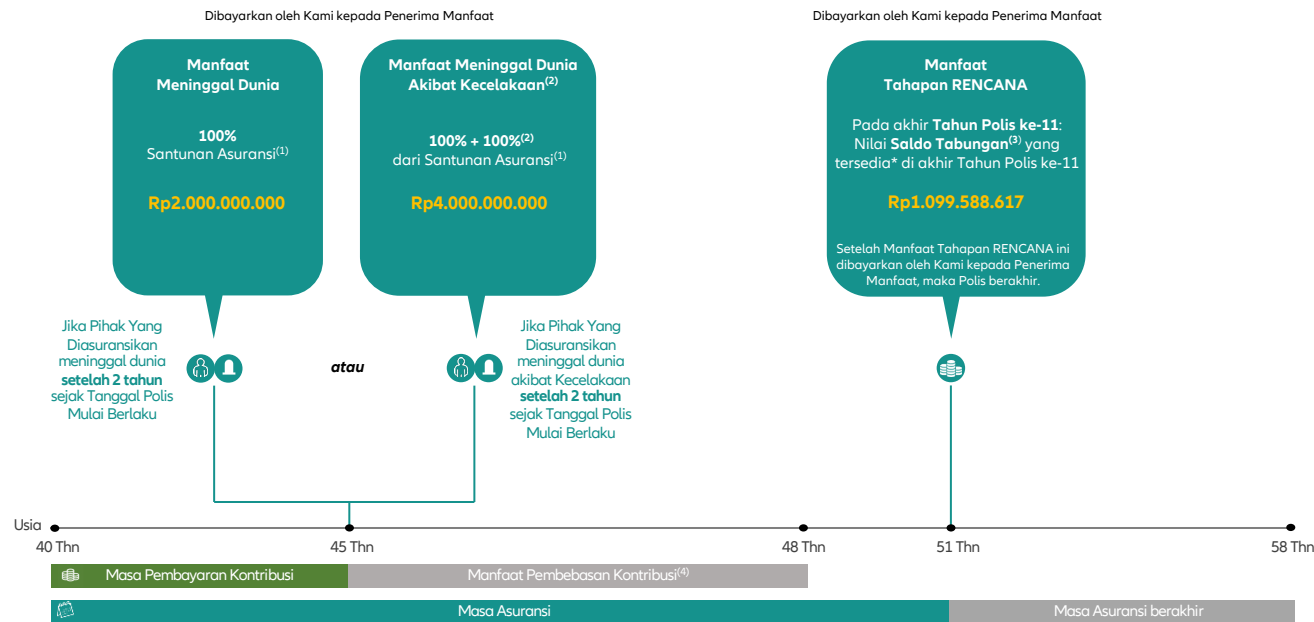 Dibayarkan oleh Kami kepada Penerima Manfaat
Manfaat
Meninggal Dunia
100%
Santunan Asuransi(1)
Rp2.000.000.000
Manfaat Meninggal Dunia
Akibat Kecelakaan(2)
100% + 100%(2)
dari Santunan Asuransi(1)
Rp4.000.000.000
Jika Pihak Yang
Diasuransikan
meninggal dunia
setelah 2 tahun
sejak Tanggal Polis
Mulai Berlaku
atau
Jika Pihak Yang
Diasuransikan
meninggal dunia
akibat Kecelakaan
setelah 2 tahun
sejak Tanggal Polis
Mulai Berlaku
Dibayarkan oleh Kami kepada Penerima Manfaat
Manfaat
Tahapan RENCANA
Pada akhir Tahun Polis ke-11:
Nilai Saldo Tabungan(3) yang
tersedia* di akhir Tahun Polis ke-11
Rp1.099.588.617
Setelah Manfaat Tahapan RENCANA ini
dibayarkan oleh Kami kepada Penerima
Manfaat, maka Polis berakhir.
Usia
40 Thn
45 Thn
48 Thn
51 Thn
58 Thn
Masa Pembayaran Kontribusi
Manfaat Pembebasan Kontribusi(4)
Masa Asuransi
Masa Asuransi berakhir